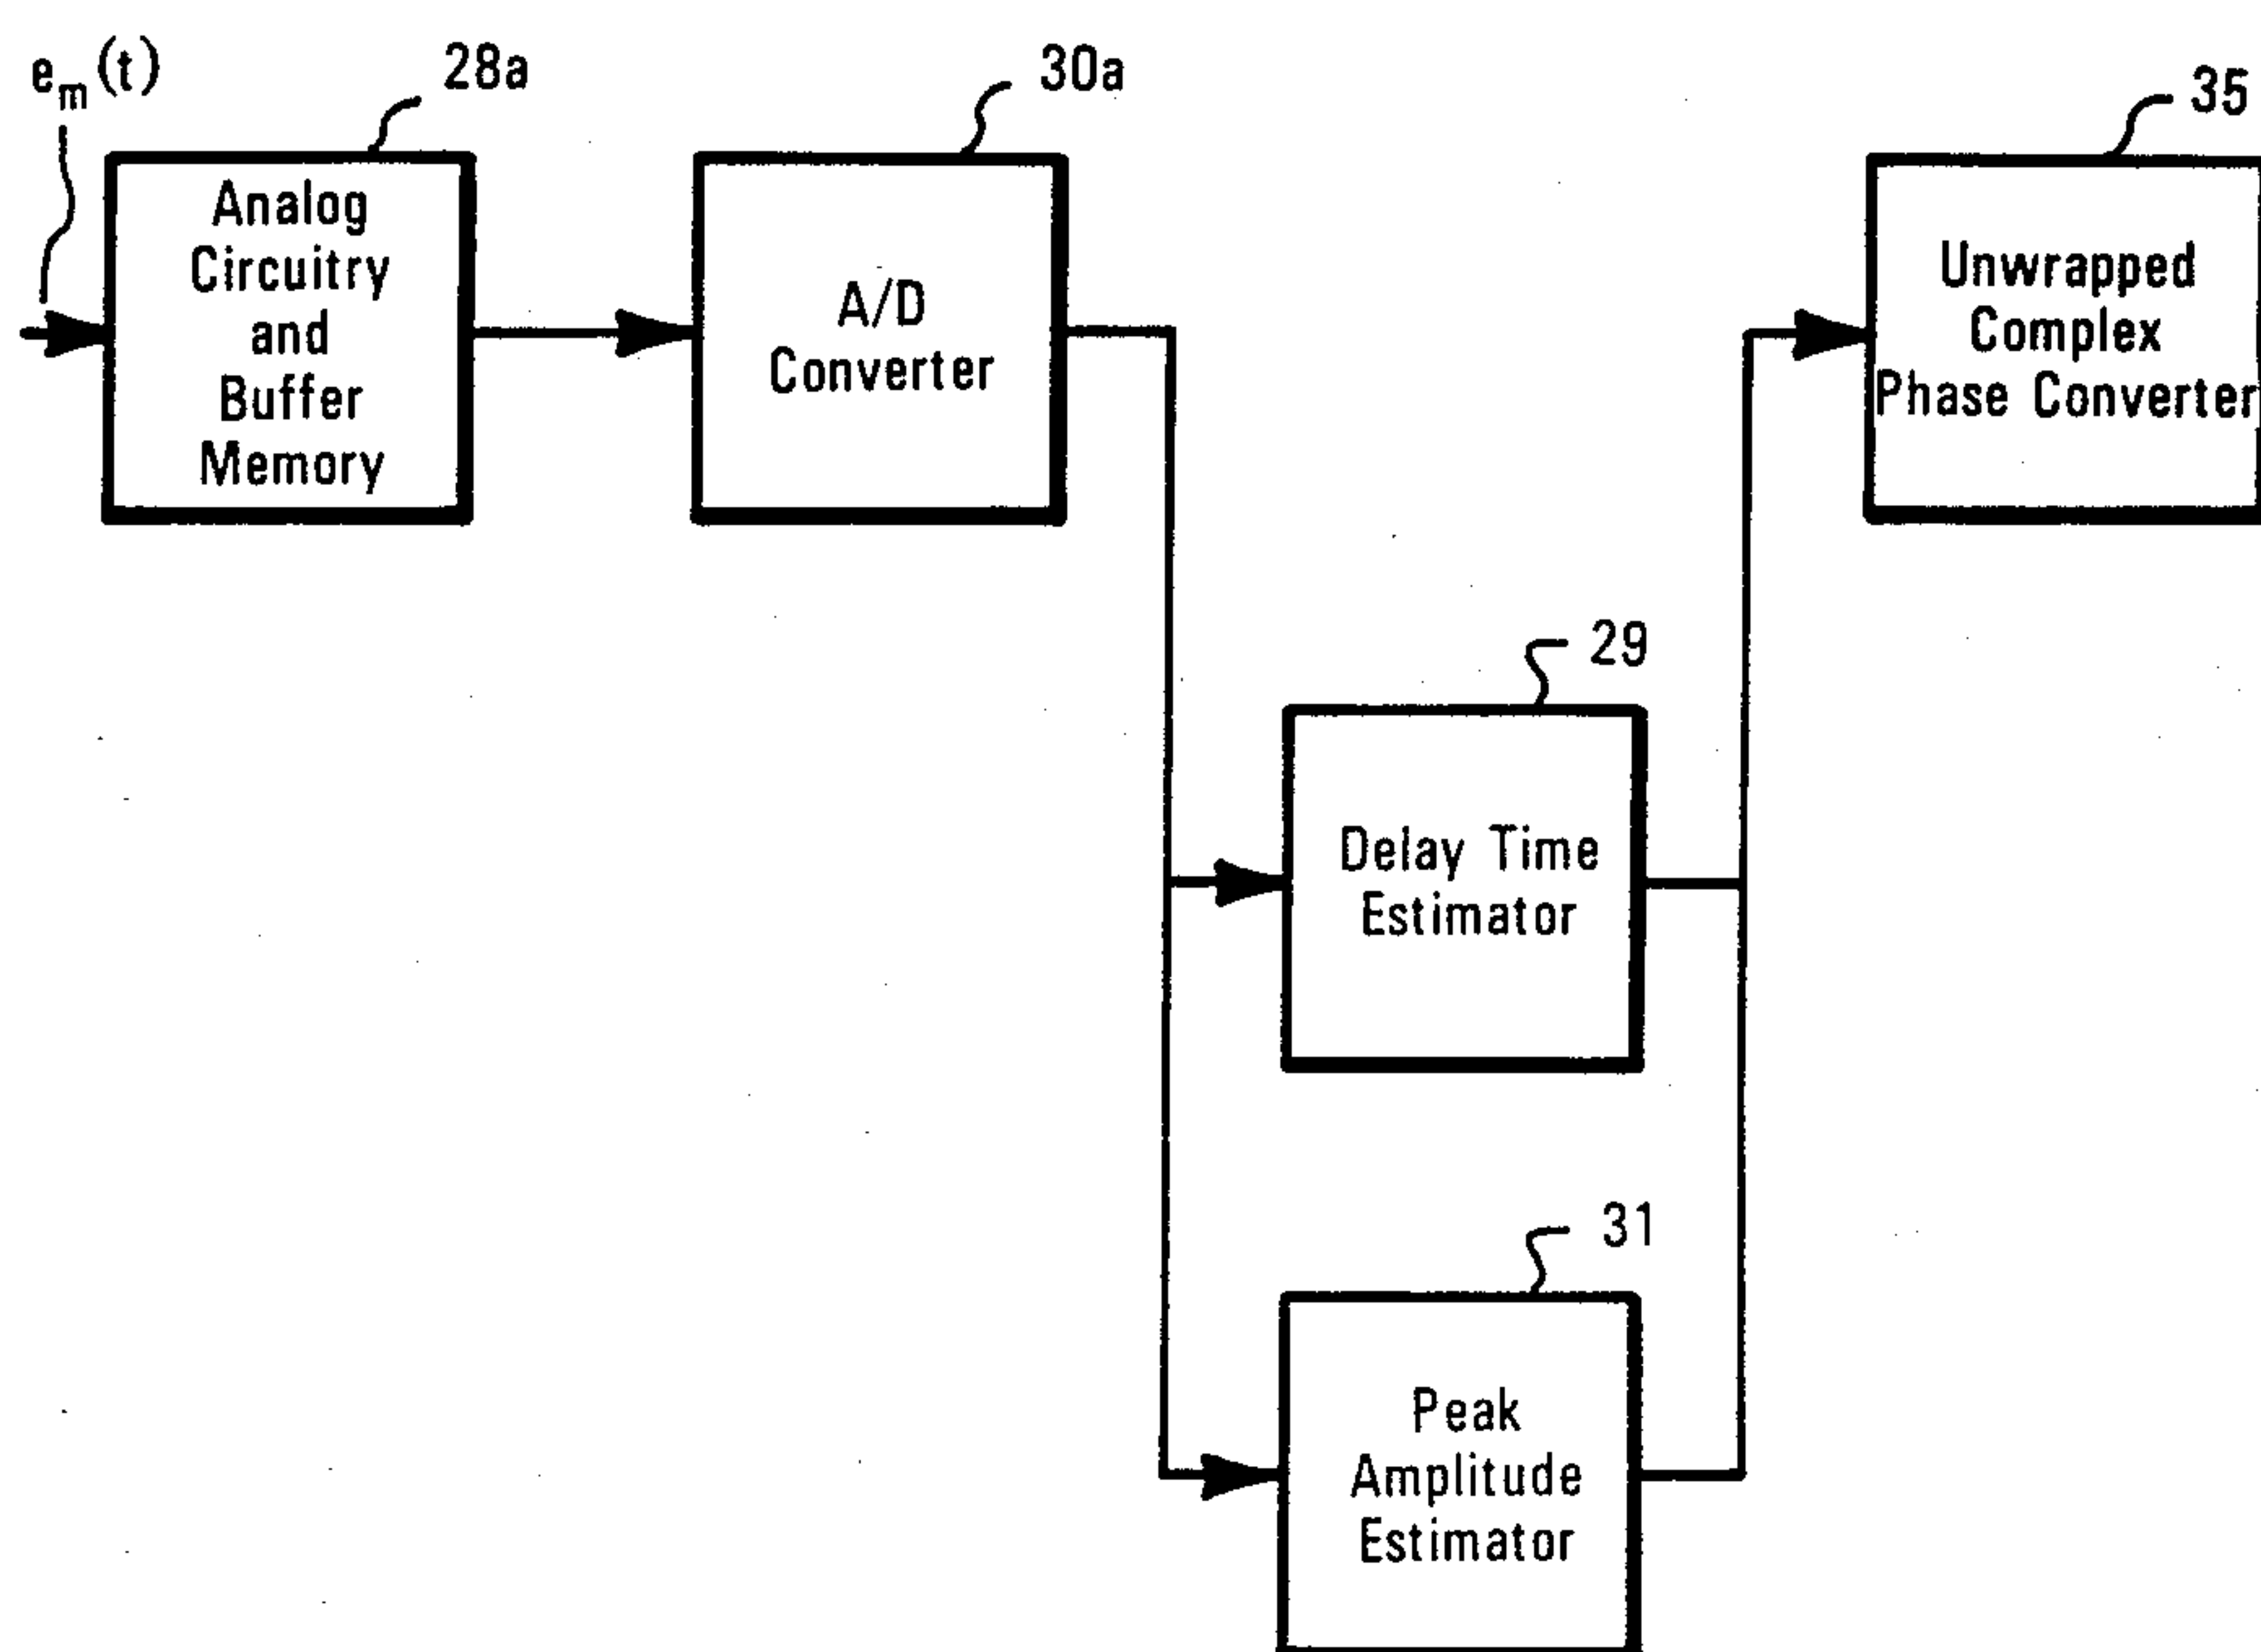 e_m(t)
28a
30a
35
Analog
Circuitry
and
Buffer
Memory
A/D
Converter
Unwrapped
Complex
Phase Converter
29
Delay Time
Estimator
31
Peak
Amplitude
Estimator